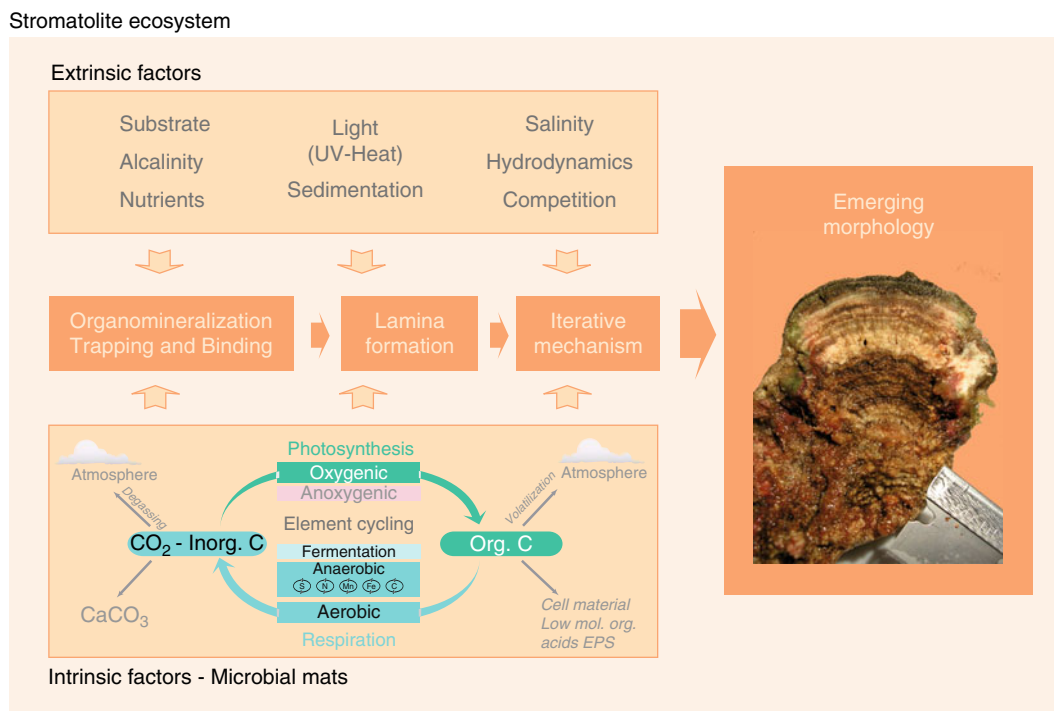 Stromatolite ecosystem
Extrinsic factors
Substrate
Alcalinity
Nutrients
Light
(UV-Heat)
Sedimentation
Salinity
Hydrodynamics
Competition
Organomineralization
Trapping and Binding
Lamina
formation
Iterative
mechanism
Emerging
morphology
Photosynthesis
Oxygenic
Anoxygenic
Atmosphere
Degassing
CO₂ - Inorg. C
CaCO₃
Element cycling
Fermentation
Anaerobic
S N Mn Fe C
Aerobic
Respiration
Atmosphere
Volatilization
Org. C
Cell material
Low mol. org.
acids EPS
Intrinsic factors - Microbial mats